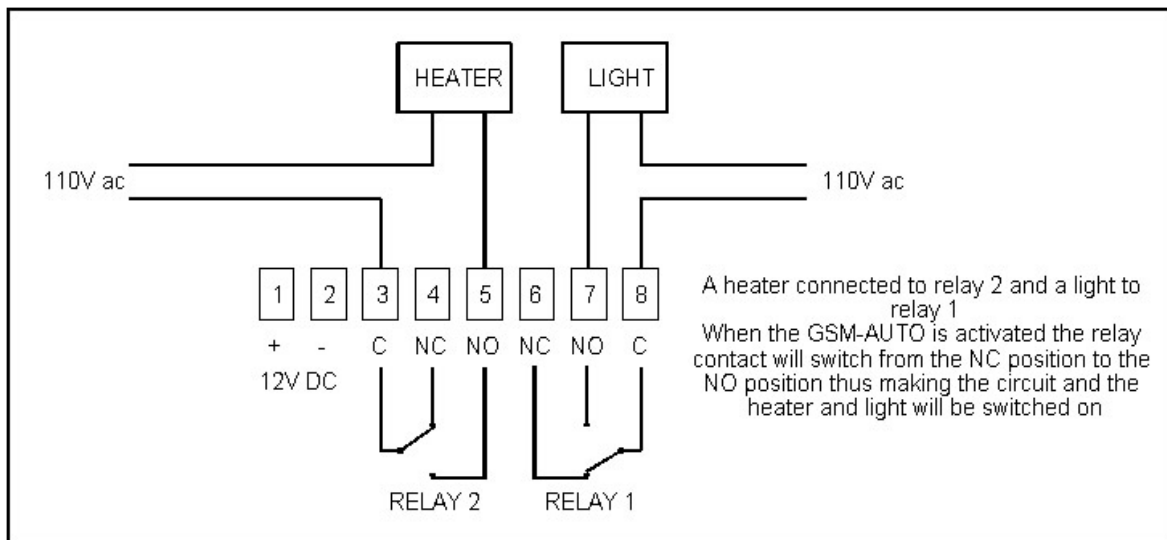 HEATER LIGHT
110V ac 110V ac
1 2 3 4 5 6 7 8
+ - C NC NO NC NO C
12V DC
RELAY 2 RELAY 1
A heater connected to relay 2 and a light to
relay 1
When the GSM-AUTO is activated the relay
contact will switch from the NC position to the
NO position thus making the circuit and the
heater and light will be switched on